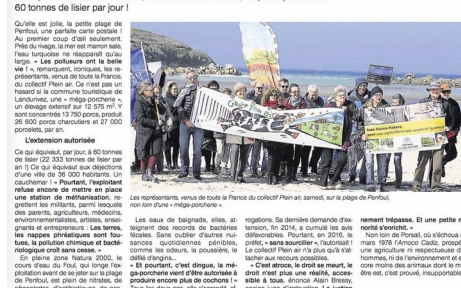 60 tonnes de lisier par jour !
Qu'elle est jolie, la petite plage de
Penfoul, une parfaite carte postale !
Au premier coup d'œil seulement.
Près du rivage, la mer est marron sale,
l'eau turquoise ne réapparaît qu'au
large. « Les pollueurs ont la belle
vie ! », remarquent, ironiques, les re-
présentants, venus de toute la France,
du collectif Plein air. Ce n'est pas un
hasard si la commune touristique de
Landunvez, une « méga-porcherie »,
un élevage extensif sur 12 575 m². Y
sont concentrés 13 750 porcs, produit
26 600 porcs charcutiers et 27 000
porcelets, par an.
L'extension autorisée
Ce qui équivaut, par jour, à 60 tonnes
de lisier (22 333 tonnes de lisier par
an !) Ce qui équivaut aux déjections
d'une ville de 36 000 habitants. Un
cauchemar ! « Pourtant, l'exploitant
refuse encore de mettre en place
une station de méthanisation, re-
grettent les militants, parmi lesquels
des parents, agriculteurs, médecins,
environnementalistes, artistes, ensei-
gnants et entrepreneurs : Les terres,
les nappes phréatiques sont fou-
tues, la pollution chimique et bacté-
riologique croît sans cesse. »
En pleine zone Natura 2000, le
cours d'eau du Foul, qui longe l'ex-
ploitation avant de se jeter sur la plage
de Penfoul, est plein de nitrates, de
Les représentants, venus de toute la France du collectif Plein air, samedi, sur la plage de Penfoul,
non loin d'une « méga-porcherie ».
Les eaux de baignade, elles, at-
teignent des records de bactéries
fécales. Sans oublier d'autres nui-
sances quotidiennes pénibles,
comme les odeurs, la poussière, le
défilé d'engins...
« Et pourtant, c'est dingue, la mé-
ga-porcherie vient d'être autorisée à
produire encore plus de cochons ! »
rogations. Sa dernière demande d'ex-
tension, fin 2014, a cumulé les avis
défavorables. Pourtant, en 2016, le
préfet, « sans sourciller », l'autorisait !
Le collectif Plein air n'a plus qu'à s'at-
tacher aux recours possibles.
« C'est atroce, le droit se meurt, le
droit n'est plus une réalité, acces-
sible à tous, énonce Alain Bressy,
nement trépasse. Et une petite m
norité s'enrichit. »
Non loin de Portsall, où s'échoua
mars 1978 l'Amoco Cadiz, prospè
une agriculture ni respectueuse d
hommes, ni de l'environnement et e
core moins des animaux dont le m
être est, c'est prouvé, insupportable